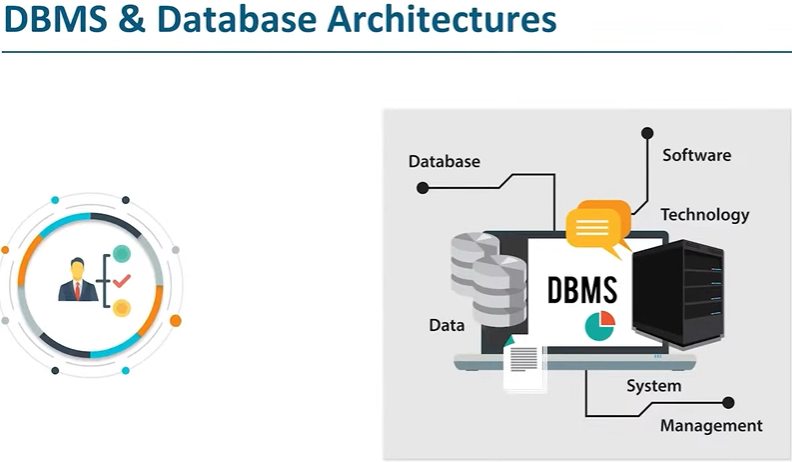 DBMS & Database Architectures
Database
Software
Technology
DBMS
Data
System
Management